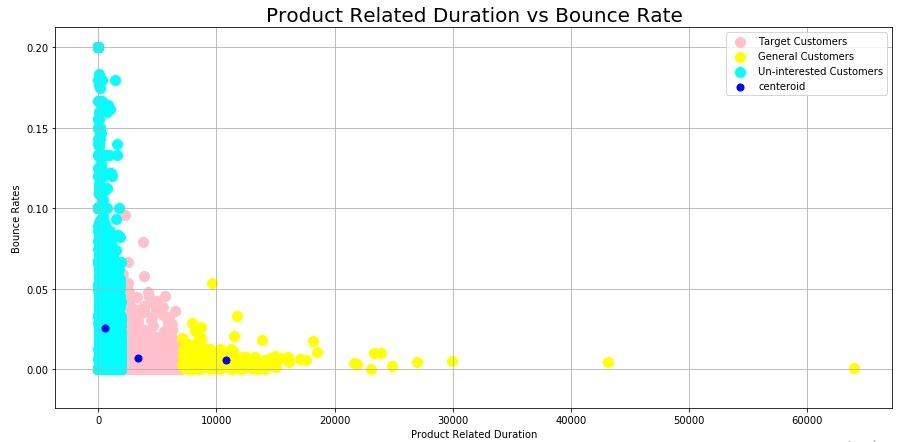 Product Related Duration vs Bounce Rate
Target Customers
General Customers
Un-interested Customers
centeroid
0.20
0.15
0.10
0.05
0.00
Bounce Rates
0
10000
20000
30000
40000
50000
60000
Product Related Duration